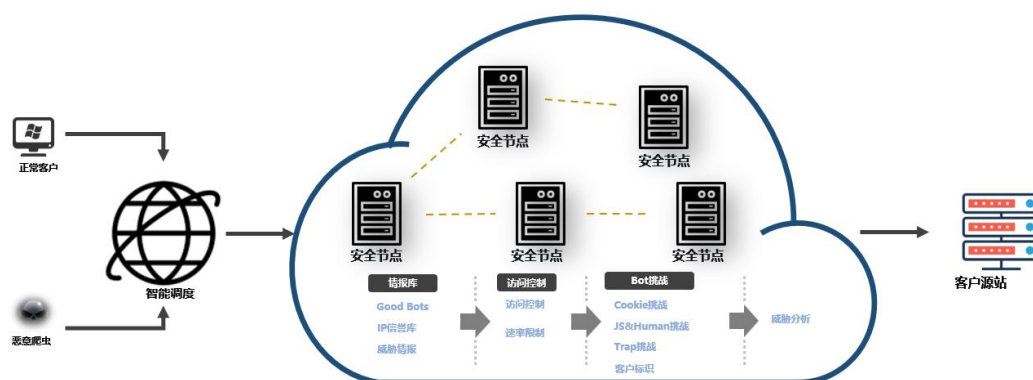 安全节点
安全节点
正常客户
安全节点
安全节点
安全节点
智能调度
客户源站
情报库
访问控制
Bot挑战
Good Bots
IP信誉库
威胁情报
访问控制
速率限制
Cookie挑战
JS&Human挑战
Trap挑战
客户标识
威胁分析
恶意爬虫